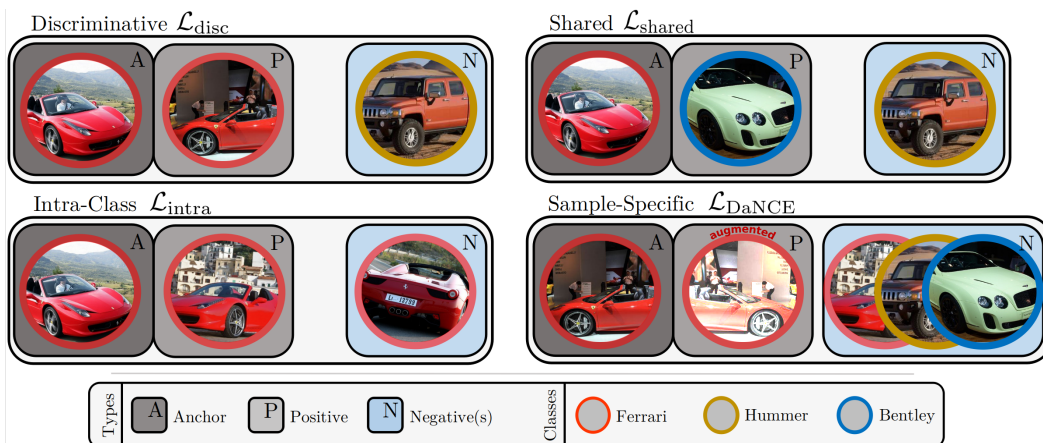 Discriminative ℒdisc
A
P
N
Shared ℒshared
A
P
N
Intra-Class ℒintra
A
P
N
Sample-Specific ℒDaNCE
A
augmented
P
N
Types
A Anchor
P Positive
N Negative(s)
Classes
Ferrari
Hummer
Bentley